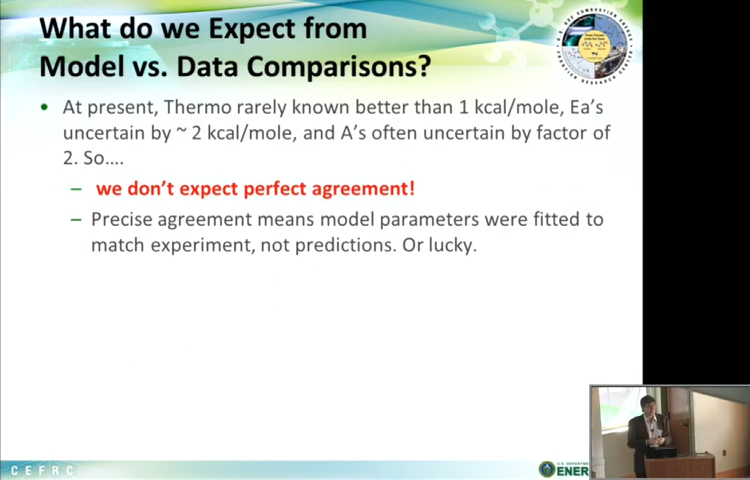 What do we Expect from
Model vs. Data Comparisons?
• At present, Thermo rarely known better than 1 kcal/mole, Ea's
uncertain by ~ 2 kcal/mole, and A's often uncertain by factor of
2. So....
– we don't expect perfect agreement!
– Precise agreement means model parameters were fitted to
match experiment, not predictions. Or lucky.
CEFRC
U.S. DEPARTMENT
ENER